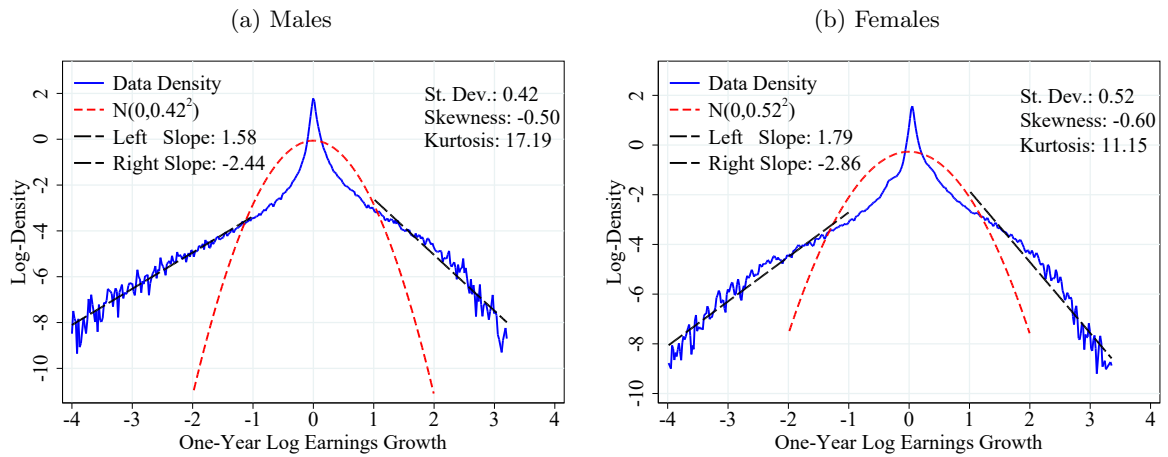 (a) Males
Data Density
N(0,0.42²)
Left Slope: 1.58
Right Slope: -2.44
St. Dev.: 0.42
Skewness: -0.50
Kurtosis: 17.19
Log-Density
2
0
-2
-4
-6
-8
-10
-4 -3 -2 -1 0 1 2 3 4
One-Year Log Earnings Growth
(b) Females
Data Density
N(0,0.52²)
Left Slope: 1.79
Right Slope: -2.86
St. Dev.: 0.52
Skewness: -0.60
Kurtosis: 11.15
Log-Density
2
0
-2
-4
-6
-8
-10
-4 -3 -2 -1 0 1 2 3 4
One-Year Log Earnings Growth